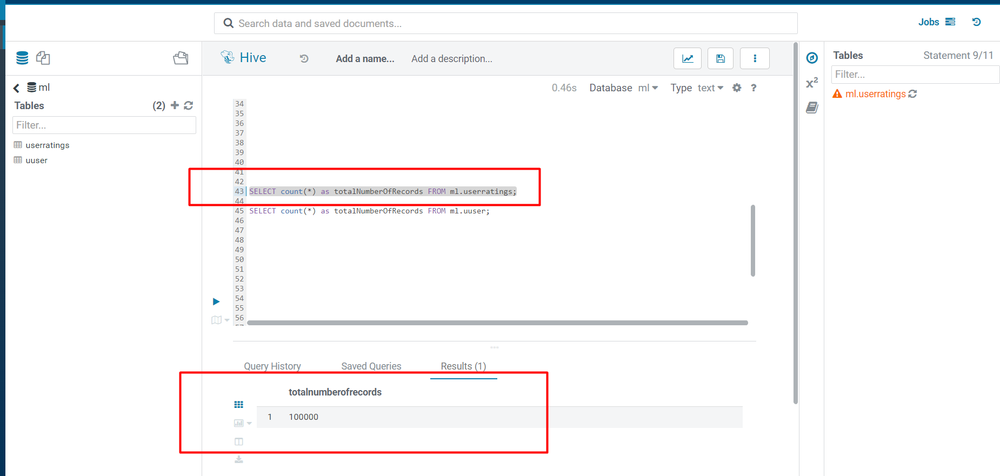 Search data and saved documents...
Jobs
Hive
Add a name...
Add a description...
Tables
Statement 9/11
Filter...
ml.userratings
x²
ml
Tables
(2)
Filter...
userratings
uuser
0.46s
Database
ml
Type
text
?
34
35
36
37
38
39
40
41
42
43 SELECT count(*) as totalNumberOfRecords FROM ml.userratings;
44
45 SELECT count(*) as totalNumberOfRecords FROM ml.uuser;
46
47
48
49
50
51
52
53
54
55
56
Query History
Saved Queries
Results (1)
totalnumberofrecords
1 100000